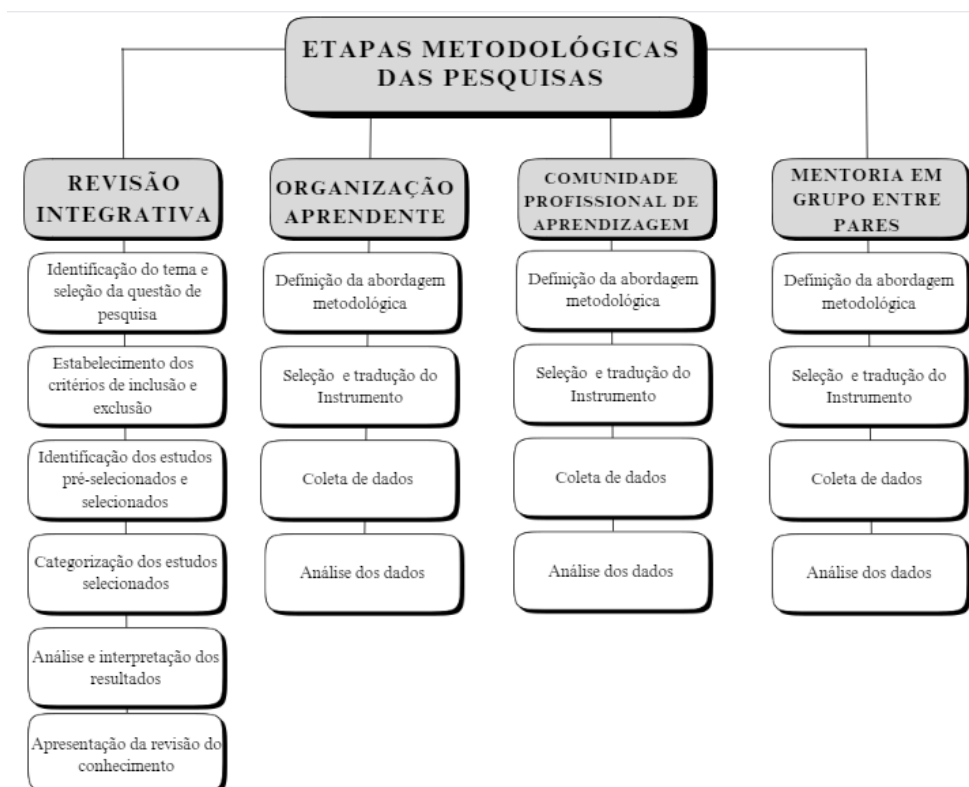 ETAPAS METODOLÓGICAS
DAS PESQUISAS
REVISÃO
INTEGRATIVA
Identificação do tema e
seleção da questão de
pesquisa
Estabelecimento dos
critérios de inclusão e
exclusão
Identificação dos estudos
pré-selecionados e
selecionados
Categorização dos estudos
selecionados
Análise e interpretação dos
resultados
Apresentação da revisão do
conhecimento
ORGANIZAÇÃO
APRENDENTE
Definição da abordagem
metodológica
Seleção e tradução do
Instrumento
Coleta de dados
Análise dos dados
COMUNIDADE
PROFISSIONAL DE
APRENDIZAGEM
Definição da abordagem
metodológica
Seleção e tradução do
Instrumento
Coleta de dados
Análise dos dados
MENTORIA EM
GRUPO ENTRE
PARES
Definição da abordagem
metodológica
Seleção e tradução do
Instrumento
Coleta de dados
Análise dos dados